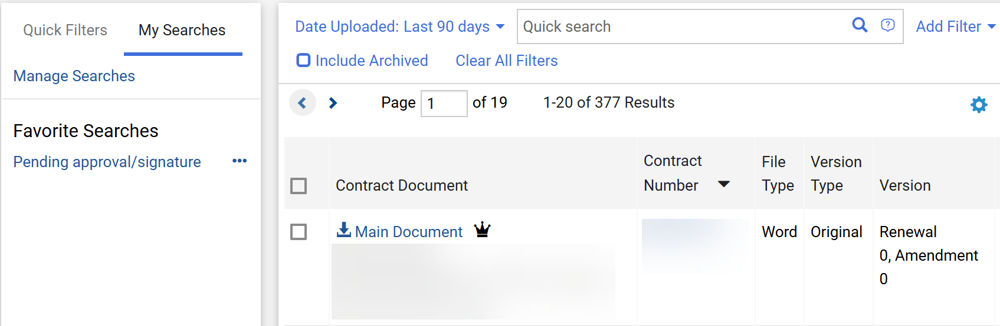 Quick Filters
My Searches
Manage Searches
Favorite Searches
Pending approval/signature
Date Uploaded: Last 90 days
Quick search
Add Filter
Include Archived
Clear All Filters
Page 1 of 19
1-20 of 377 Results
Contract Document
Contract
Number
File
Type
Version
Type
Version
Main Document
Word
Original
Renewal
0, Amendment
0